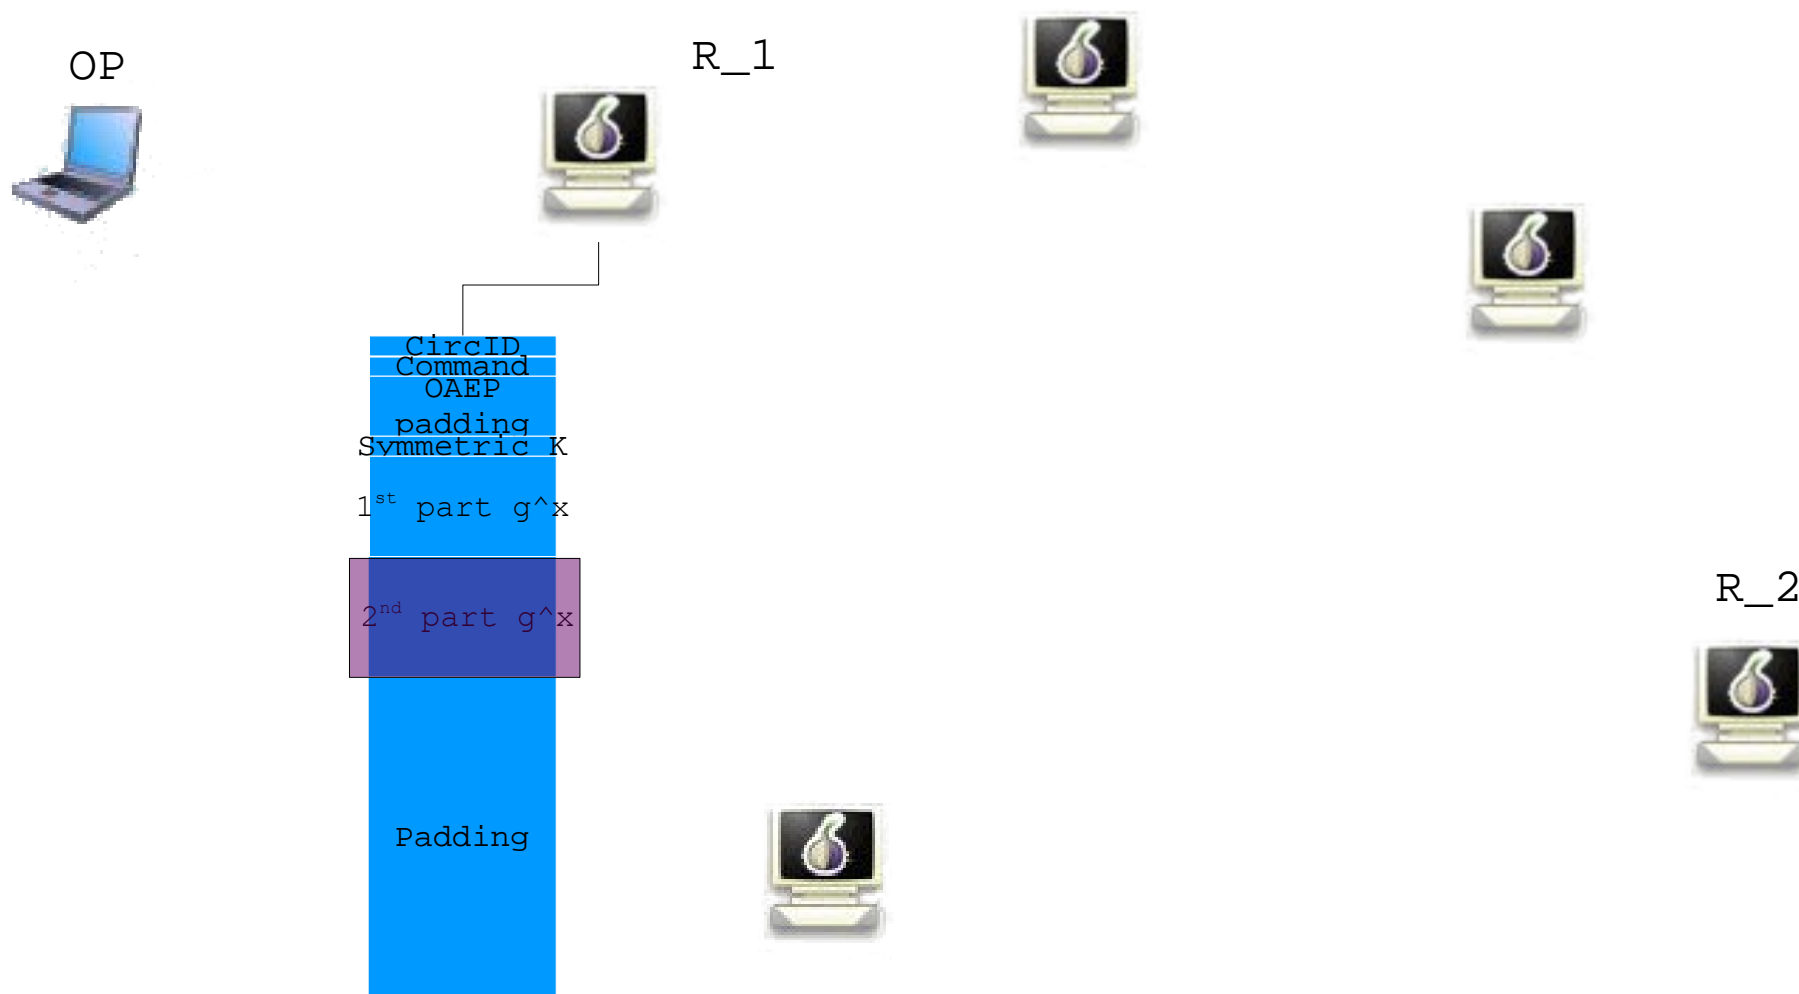 OP
R_1
CircID
Command
OAEP
padding
Symmetric K
1st part g^x
2nd part g^x
R_2
Padding